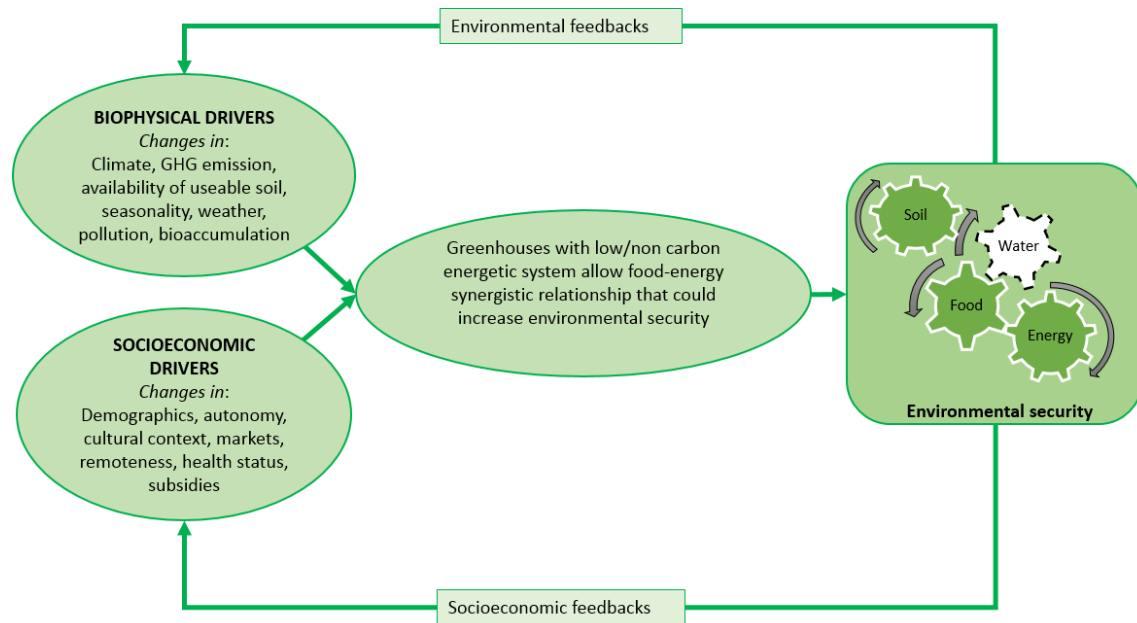 Environmental feedbacks
BIOPHYSICAL DRIVERS
Changes in:
Climate, GHG emission,
availability of useable soil,
seasonality, weather,
pollution, bioaccumulation
SOCIOECONOMIC
DRIVERS
Changes in:
Demographics, autonomy,
cultural context, markets,
remoteness, health status,
subsidies
Greenhouses with low/non carbon
energetic system allow food-energy
synergistic relationship that could
increase environmental security
Soil
Water
Food
Energy
Environmental security
Socioeconomic feedbacks